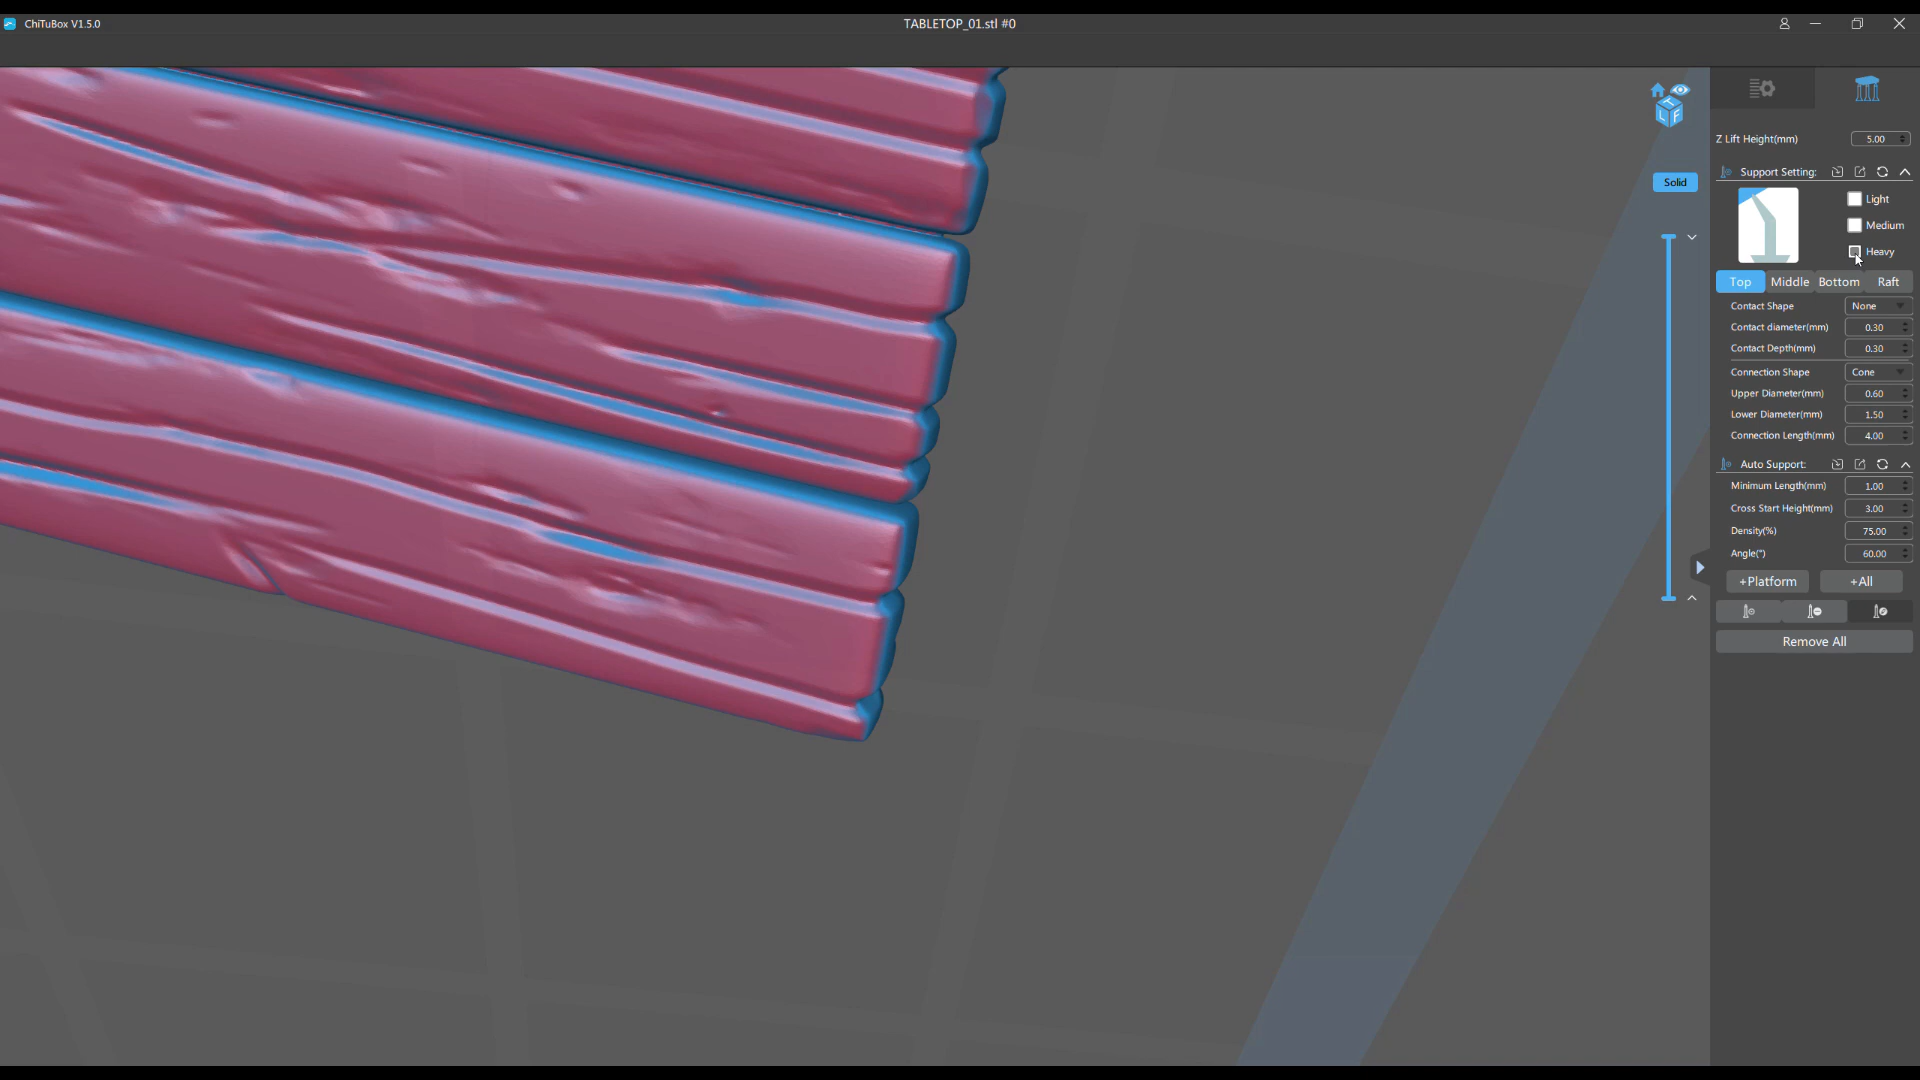 ChiTuBox V1.5.0
TABLETOP_01.stl #0
Z Lift Height(mm) 5.00
Support Setting:
Solid
Light
Medium
Heavy
Top Middle Bottom Raft
Contact Shape None
Contact diameter(mm) 0.30
Contact Depth(mm) 0.30
Connection Shape Cone
Upper Diameter(mm) 0.60
Lower Diameter(mm) 1.50
Connection Length(mm) 4.00
Auto Support:
Minimum Length(mm) 1.00
Cross Start Height(mm) 3.00
Density(%) 75.00
Angle(°) 60.00
+Platform +All
Remove All
T
L F